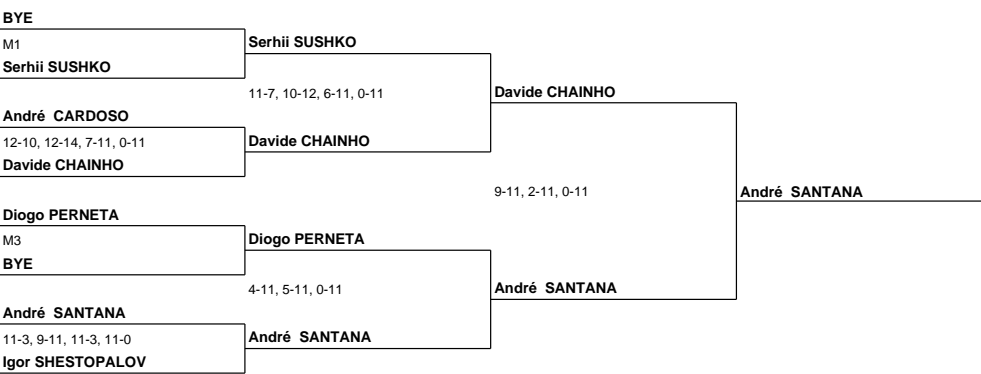 BYE
M1
Serhii SUSHKO
Serhii SUSHKO
11-7, 10-12, 6-11, 0-11
Davide CHAINHO
André CARDOSO
12-10, 12-14, 7-11, 0-11
Davide CHAINHO
Davide CHAINHO
9-11, 2-11, 0-11
André SANTANA
Diogo PERNETA
M3
BYE
Diogo PERNETA
4-11, 5-11, 0-11
André SANTANA
André SANTANA
11-3, 9-11, 11-3, 11-0
Igor SHESTOPALOV
André SANTANA